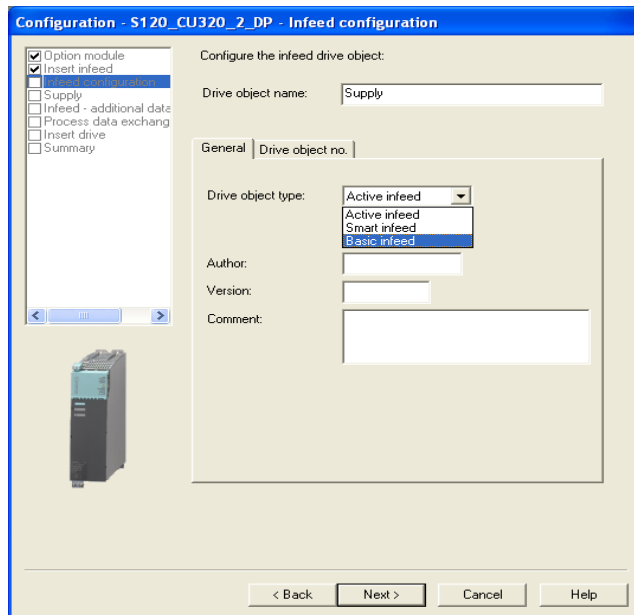 Configuration - S120_CU320_2_DP - Infeed configuration
Option module
Insert infeed
Infeed configuration
Supply
Infeed - additional data
Process data exchang
Insert drive
Summary
Configure the infeed drive object:
Drive object name: Supply
General Drive object no.
Drive object type: Active infeed
Active infeed
Smart infeed
Basic infeed
Author:
Version:
Comment:
< Back Next > Cancel Help